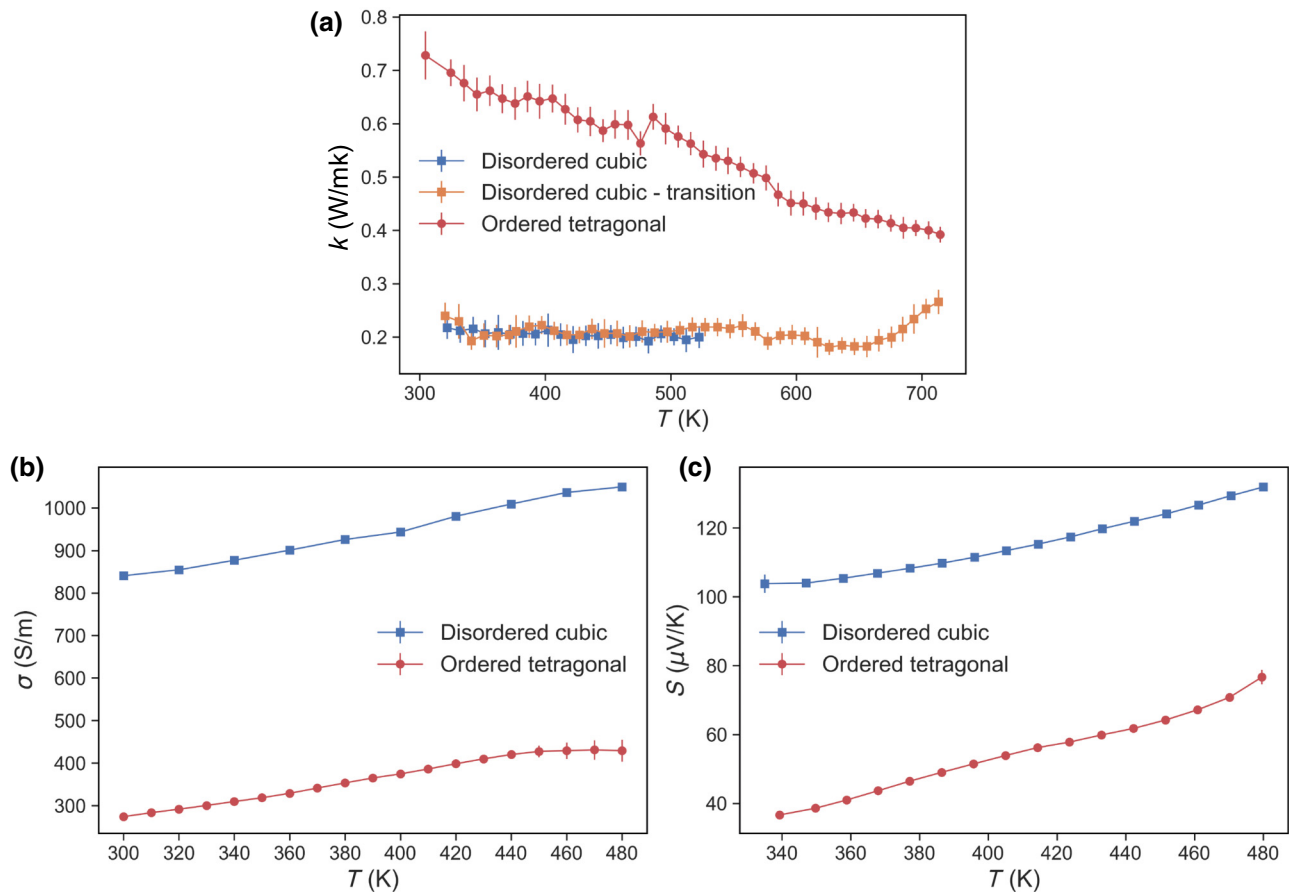 (a)
0.8
0.7
0.6
0.5
0.4
0.3
0.2
k (W/mk)
Disordered cubic
Disordered cubic - transition
Ordered tetragonal
300 400 500 600 700
T (K)
(b)
1000
900
800
700
600
500
400
300
σ (S/m)
Disordered cubic
Ordered tetragonal
300 320 340 360 380 400 420 440 460 480
T (K)
(c)
120
100
80
60
40
S (μV/K)
Disordered cubic
Ordered tetragonal
340 360 380 400 420 440 460 480
T (K)